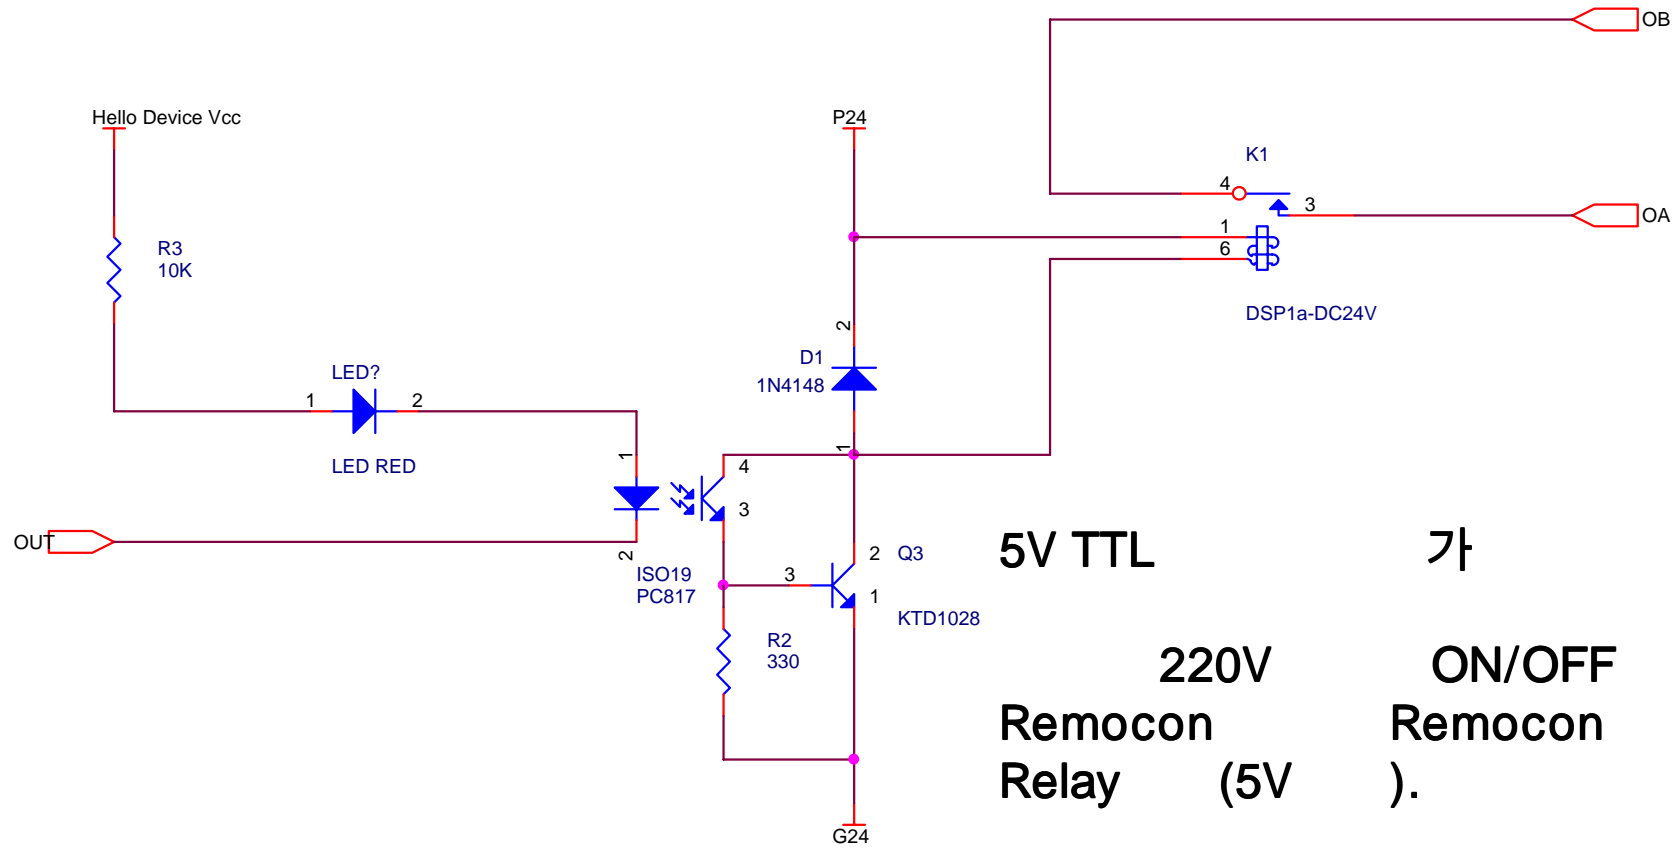 OB
Hello Device Vcc
P24
K1
4
3
OA
1
6
R3
10K
DSP1a-DC24V
2
D1
1N4148
LED?
1
2
1
LED RED
1
4
3
OUT
2
ISO19
PC817
3
2
Q3
1
KTD1028
R2
330
G24
5V TTL 가
220V ON/OFF
Remocon Remocon
Relay (5V ).